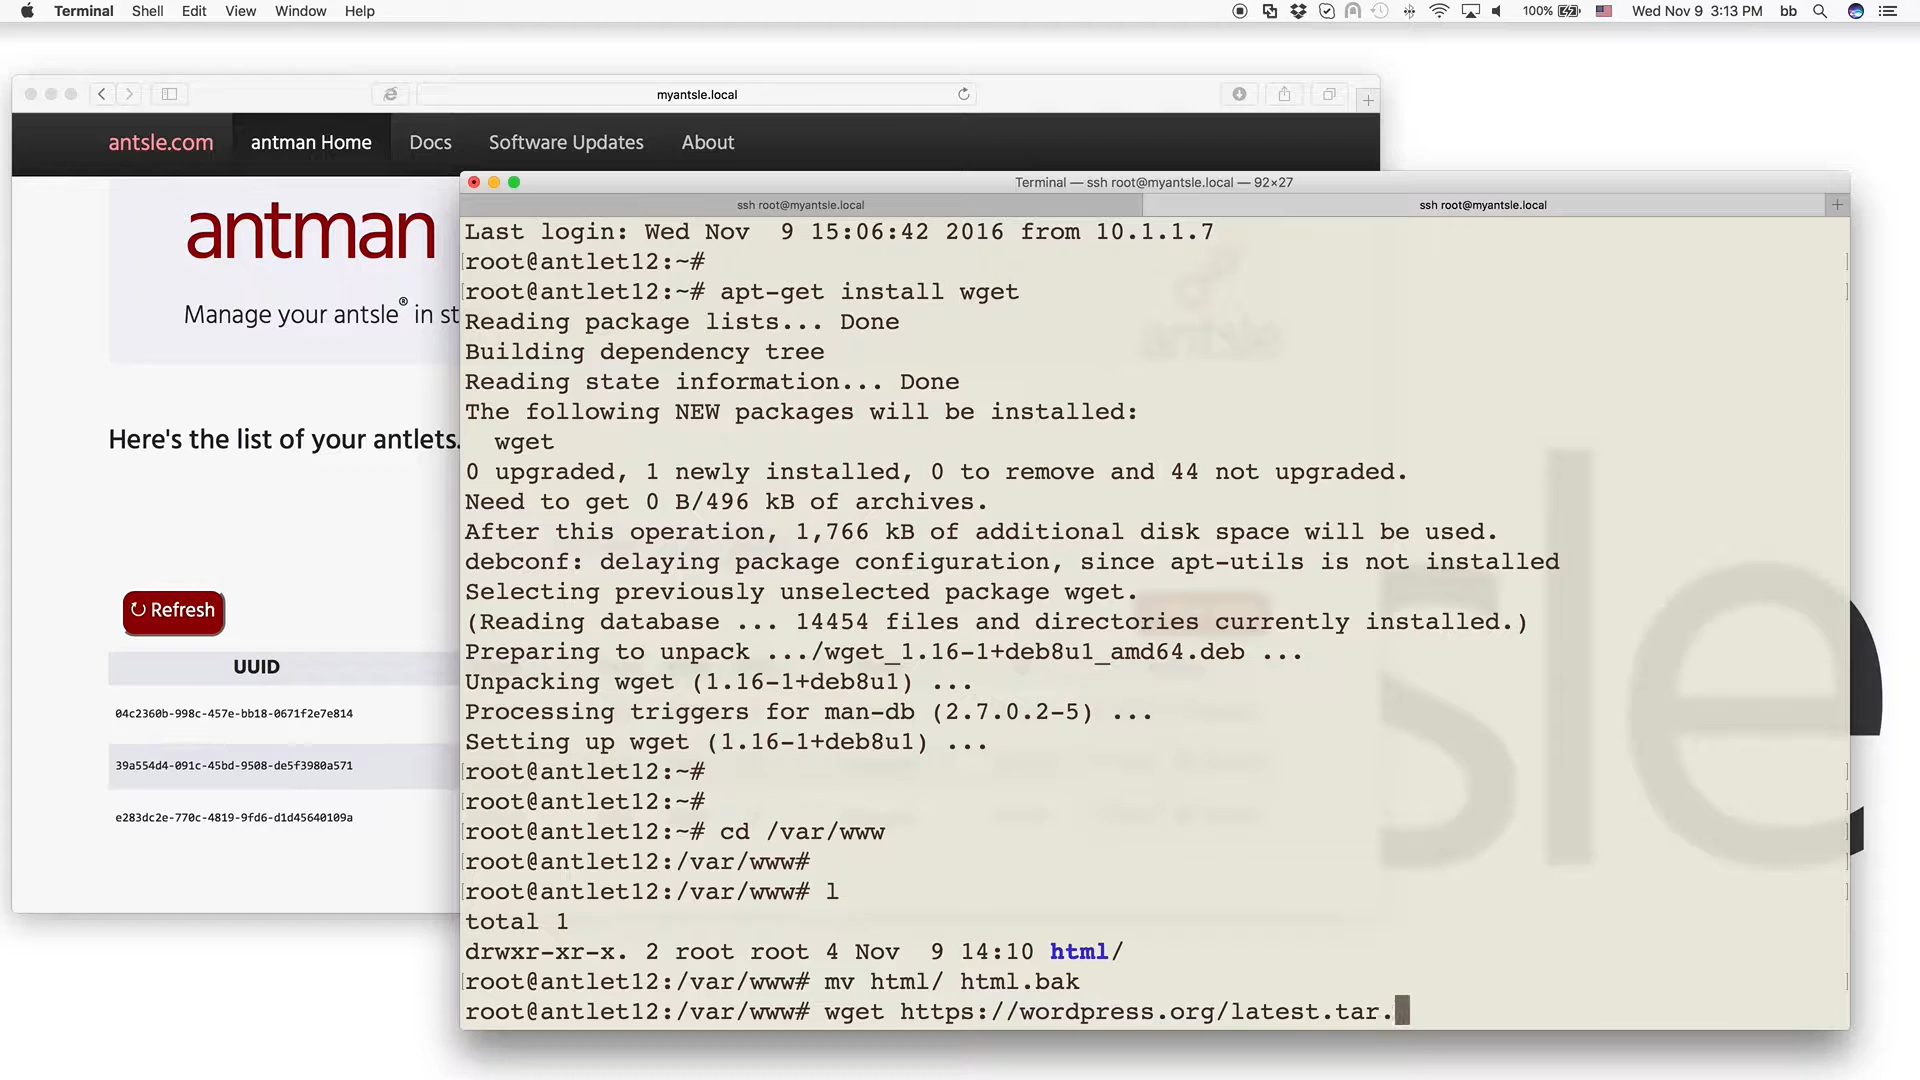 Terminal Shell Edit View Window Help 100% Wed Nov 9 3:13 PM bb
myantsle.local
antsle.com antman Home Docs Software Updates About
antman
Manage your antsle® in st
Here's the list of your antlets.
Refresh
UUID
04c2360b-998c-457e-bb18-0671f2e7e814
39a554d4-091c-45bd-9508-de5f3980a571
e283dc2e-770c-4819-9fd6-d1d45640109a
Terminal — ssh root@myantsle.local — 92×27
ssh root@myantsle.local ssh root@myantsle.local
Last login: Wed Nov  9 15:06:42 2016 from 10.1.1.7
root@antlet12:~#
root@antlet12:~# apt-get install wget
Reading package lists... Done
Building dependency tree
Reading state information... Done
The following NEW packages will be installed:
  wget
0 upgraded, 1 newly installed, 0 to remove and 44 not upgraded.
Need to get 0 B/496 kB of archives.
After this operation, 1,766 kB of additional disk space will be used.
debconf: delaying package configuration, since apt-utils is not installed
Selecting previously unselected package wget.
(Reading database ... 14454 files and directories currently installed.)
Preparing to unpack .../wget_1.16-1+deb8u1_amd64.deb ...
Unpacking wget (1.16-1+deb8u1) ...
Processing triggers for man-db (2.7.0.2-5) ...
Setting up wget (1.16-1+deb8u1) ...
root@antlet12:~#
root@antlet12:~#
root@antlet12:~# cd /var/www
root@antlet12:/var/www#
root@antlet12:/var/www# l
total 1
drwxr-xr-x. 2 root root 4 Nov  9 14:10 html/
root@antlet12:/var/www# mv html/ html.bak
root@antlet12:/var/www# wget https://wordpress.org/latest.tar.
antsle
sle